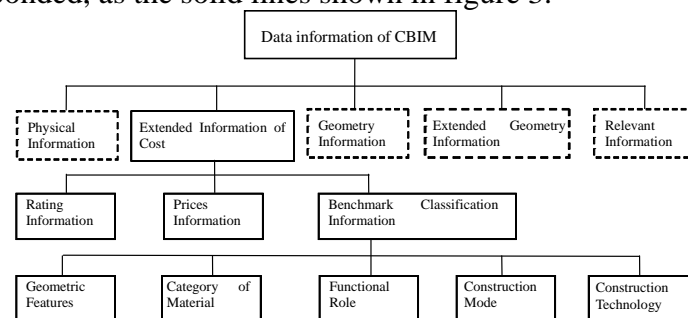 onded, as the solid lines shown in figure 3.
Data information of CBIM
Physical
Information
Extended Information of
Cost
Geometry
Information
Extended Geometry
Information
Relevant
Information
Rating
Information
Prices
Information
Benchmark Classification
Information
Geometric
Features
Category of
Material
Functional
Role
Construction
Mode
Construction
Technology